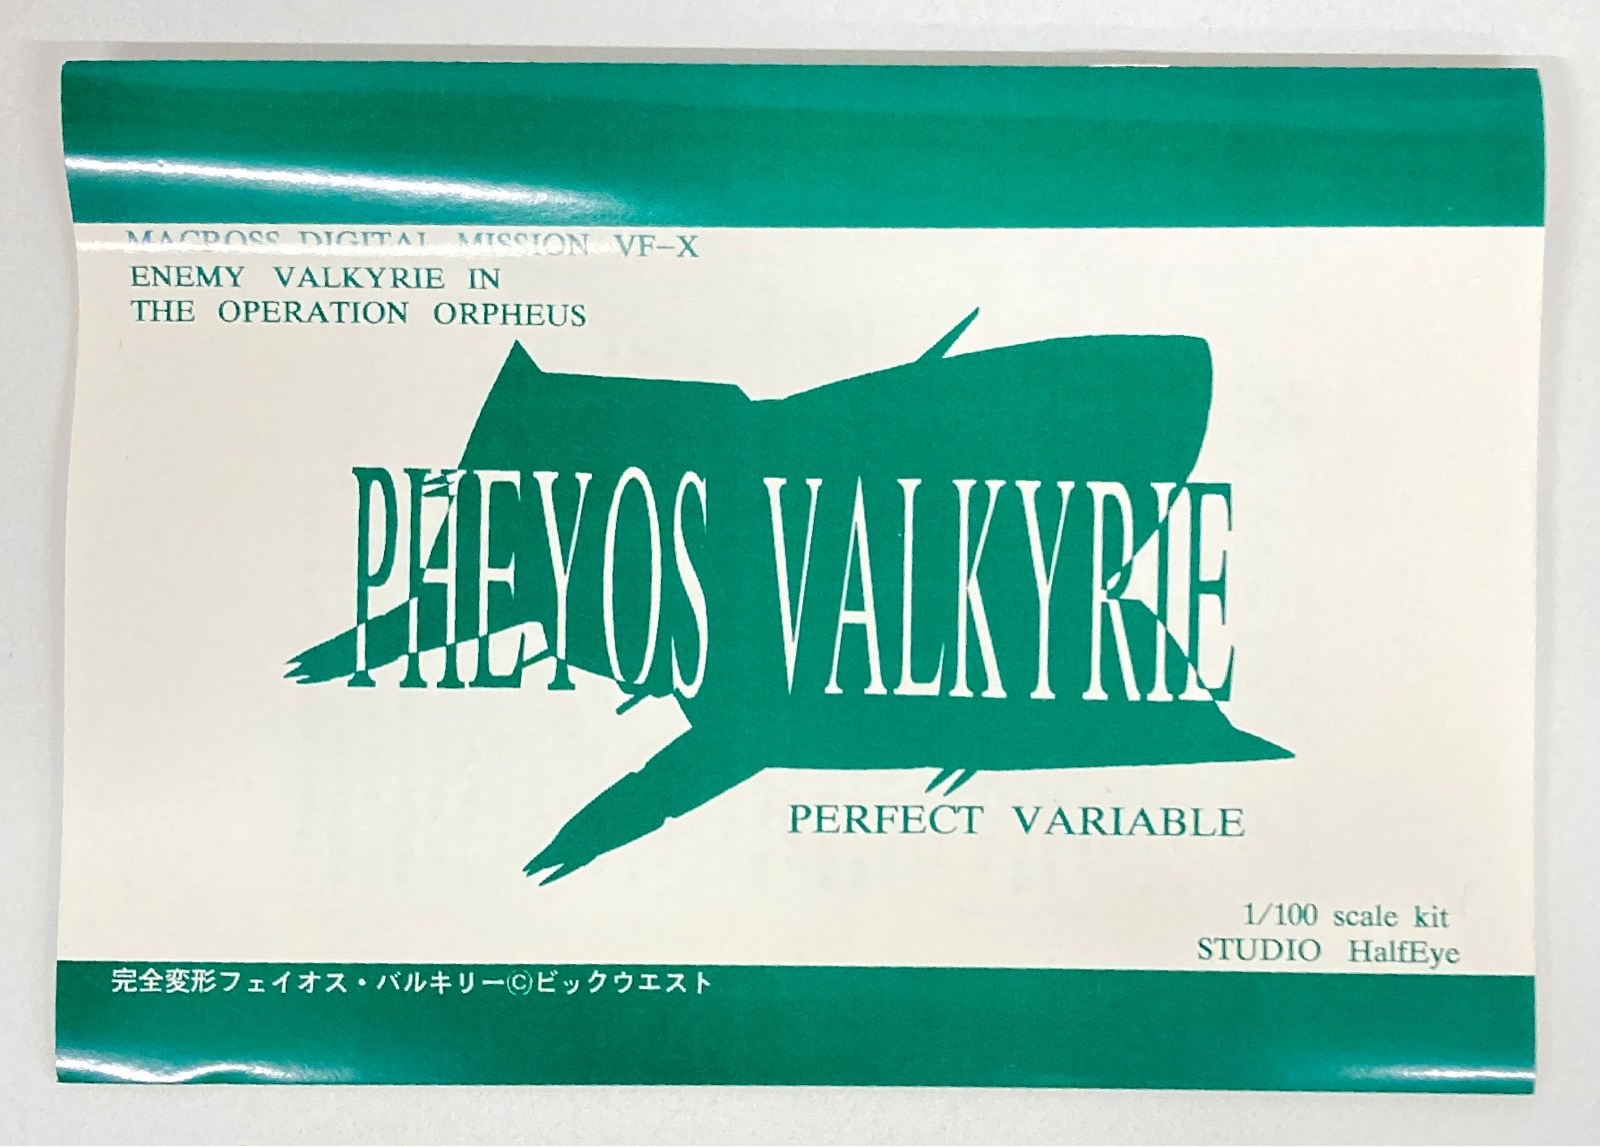 MACROSS DIGITAL MISSION VF-X
ENEMY VALKYRIE IN
THE OPERATION ORPHEUS
PHEYOS VALKYRIE
PERFECT VARIABLE
1/100 scale kit
STUDIO HalfEye
完全変形フェイオス・バルキリー©ビックウエスト